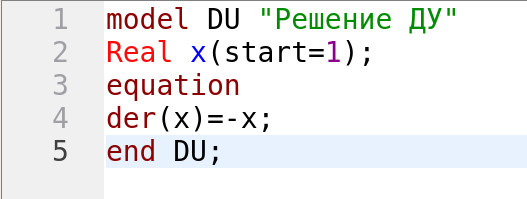 1 model DU "Решение ДУ"
2 Real x(start=1);
3 equation
4 der(x)=-x;
5 end DU;